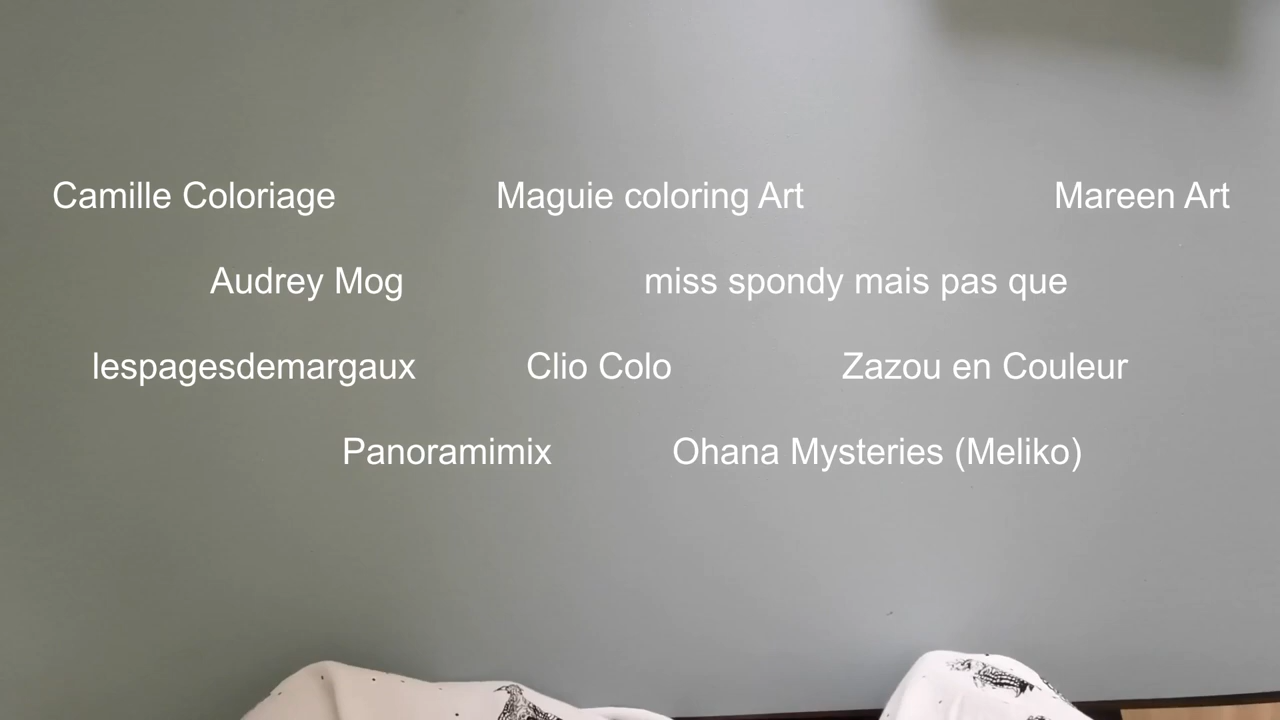 Camille Coloriage Maguie coloring Art Mareen Art
Audrey Mog miss spondy mais pas que
lespagesdemargaux Clio Colo Zazou en Couleur
Panoramimix Ohana Mysteries (Meliko)